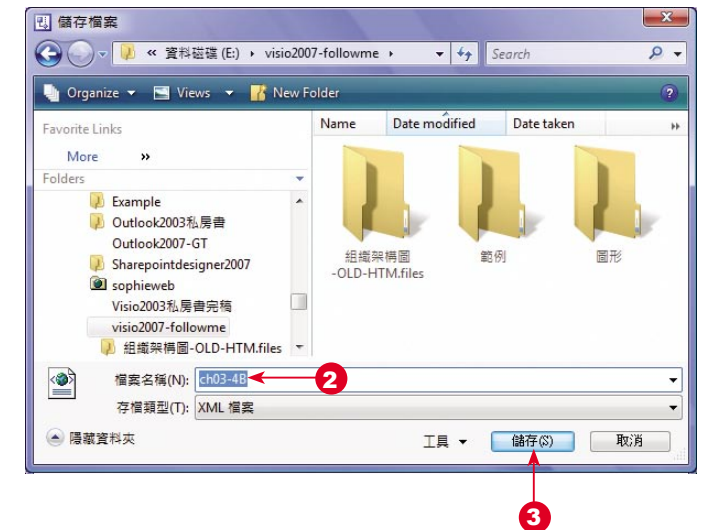 儲存檔案
« 資料磁碟 (E:) ▸ visio2007-followme ▸ Search
Organize Views New Folder ?
Favorite Links
More »
Folders
Example
Outlook2003私房書
Outlook2007-GT
Sharepointdesigner2007
sophieweb
Visio2003私房書完稿
visio2007-followme
組織架構圖-OLD-HTM.files
Name Date modified Date taken »
組織架構圖
-OLD-HTM.files
範例
圖形
檔案名稱(N): ch03-4B 2
存檔類型(T): XML 檔案
隱藏資料夾 工具 儲存(S) 取消
3